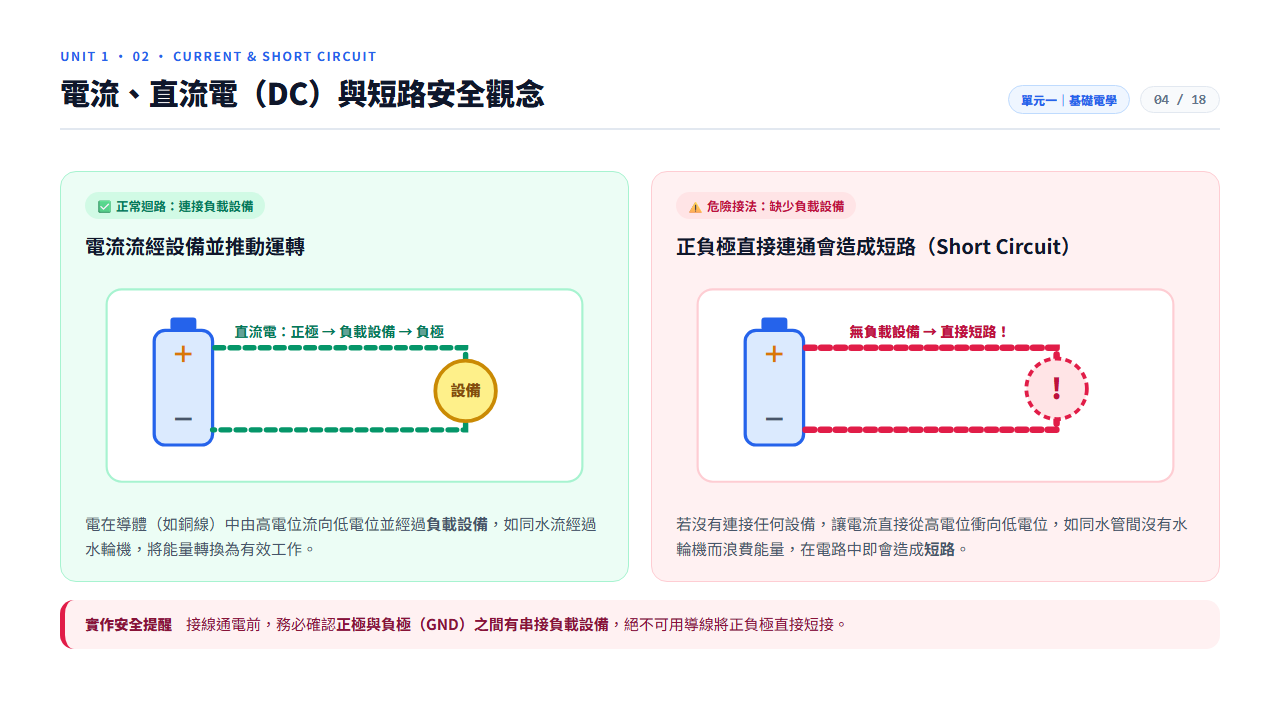 UNIT 1 • 02 • CURRENT & SHORT CIRCUIT
電流、直流電（DC）與短路安全觀念
單元一｜基礎電學
04 / 18
✅ 正常迴路：連接負載設備
電流流經設備並推動運轉
直流電：正極 → 負載設備 → 負極
+
設備
−
電在導體（如銅線）中由高電位流向低電位並經過負載設備，如同水流經過
水輪機，將能量轉換為有效工作。
⚠️ 危險接法：缺少負載設備
正負極直接連通會造成短路（Short Circuit）
無負載設備 → 直接短路！
+
!
−
若沒有連接任何設備，讓電流直接從高電位衝向低電位，如同水管間沒有水
輪機而浪費能量，在電路中即會造成短路。
實作安全提醒　接線通電前，務必確認正極與負極（GND）之間有串接負載設備，絕不可用導線將正負極直接短接。